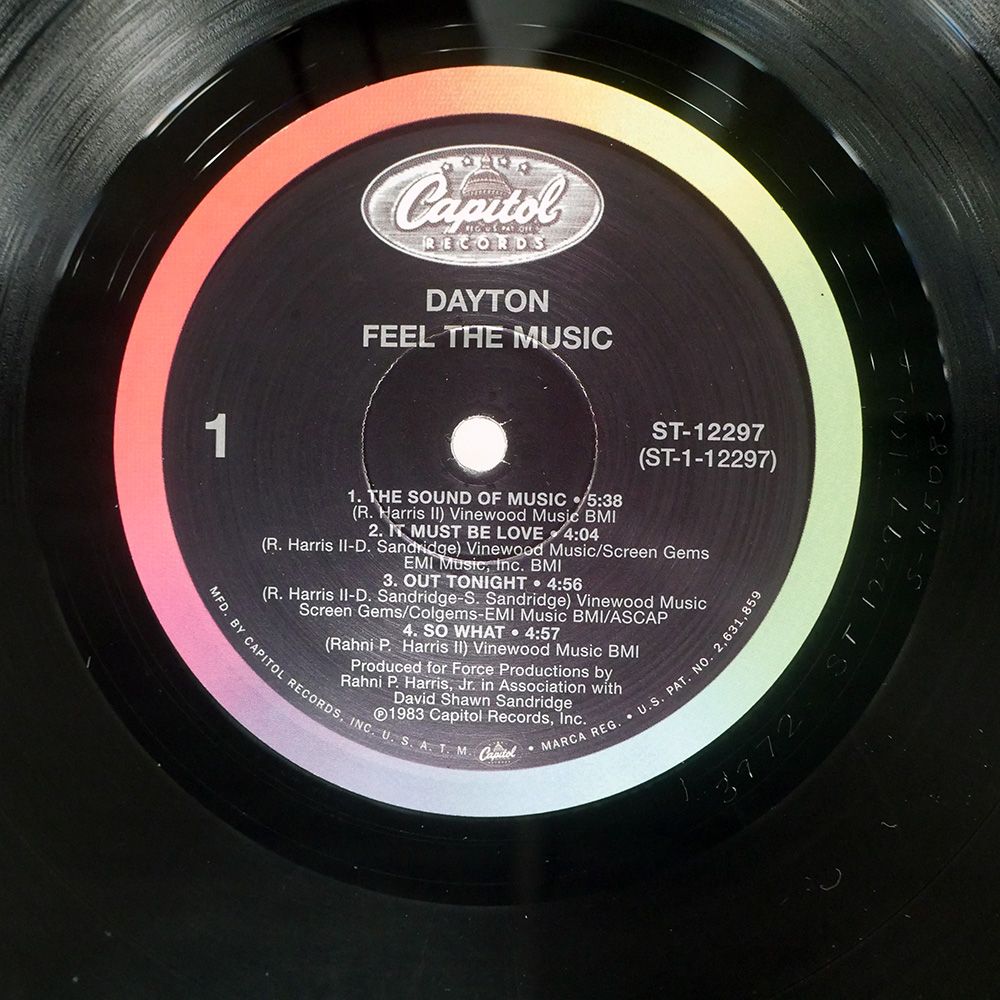 Capitol
REG. U.S. PAT. OFF.
RECORDS
DAYTON
FEEL THE MUSIC
1
ST-12297
(ST-1-12297)
1. THE SOUND OF MUSIC • 5:38
(R. Harris II) Vinewood Music BMI
2. IT MUST BE LOVE • 4:04
(R. Harris II-D. Sandridge) Vinewood Music/Screen Gems
EMI Music, Inc. BMI
3. OUT TONIGHT • 4:56
(R. Harris II-D. Sandridge-S. Sandridge) Vinewood Music
Screen Gems/Colgems-EMI Music BMI/ASCAP
4. SO WHAT • 4:57
(Rahni P. Harris II) Vinewood Music BMI
Produced for Force Productions by
Rahni P. Harris, Jr. in Association with
David Shawn Sandridge
℗1983 Capitol Records, Inc.
MFD. BY CAPITOL RECORDS, INC. U. S. A. T. M. Capitol • MARCA REG. • U.S. PAT. NO. 2,631,859
S-45083